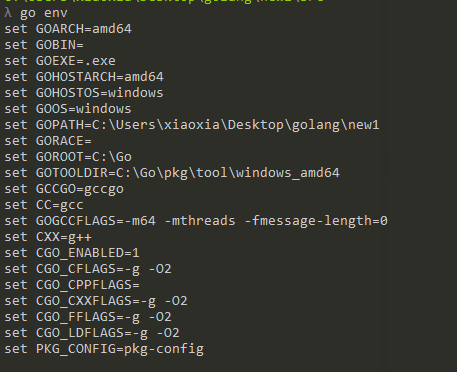 λ go env
set GOARCH=amd64
set GOBIN=
set GOEXE=.exe
set GOHOSTARCH=amd64
set GOHOSTOS=windows
set GOOS=windows
set GOPATH=C:\Users\xiaoxia\Desktop\golang\new1
set GORACE=
set GOROOT=C:\Go
set GOTOOLDIR=C:\Go\pkg\tool\windows_amd64
set GCCGO=gccgo
set CC=gcc
set GOGCCFLAGS=-m64 -mthreads -fmessage-length=0
set CXX=g++
set CGO_ENABLED=1
set CGO_CFLAGS=-g -O2
set CGO_CPPFLAGS=
set CGO_CXXFLAGS=-g -O2
set CGO_FFLAGS=-g -O2
set CGO_LDFLAGS=-g -O2
set PKG_CONFIG=pkg-config